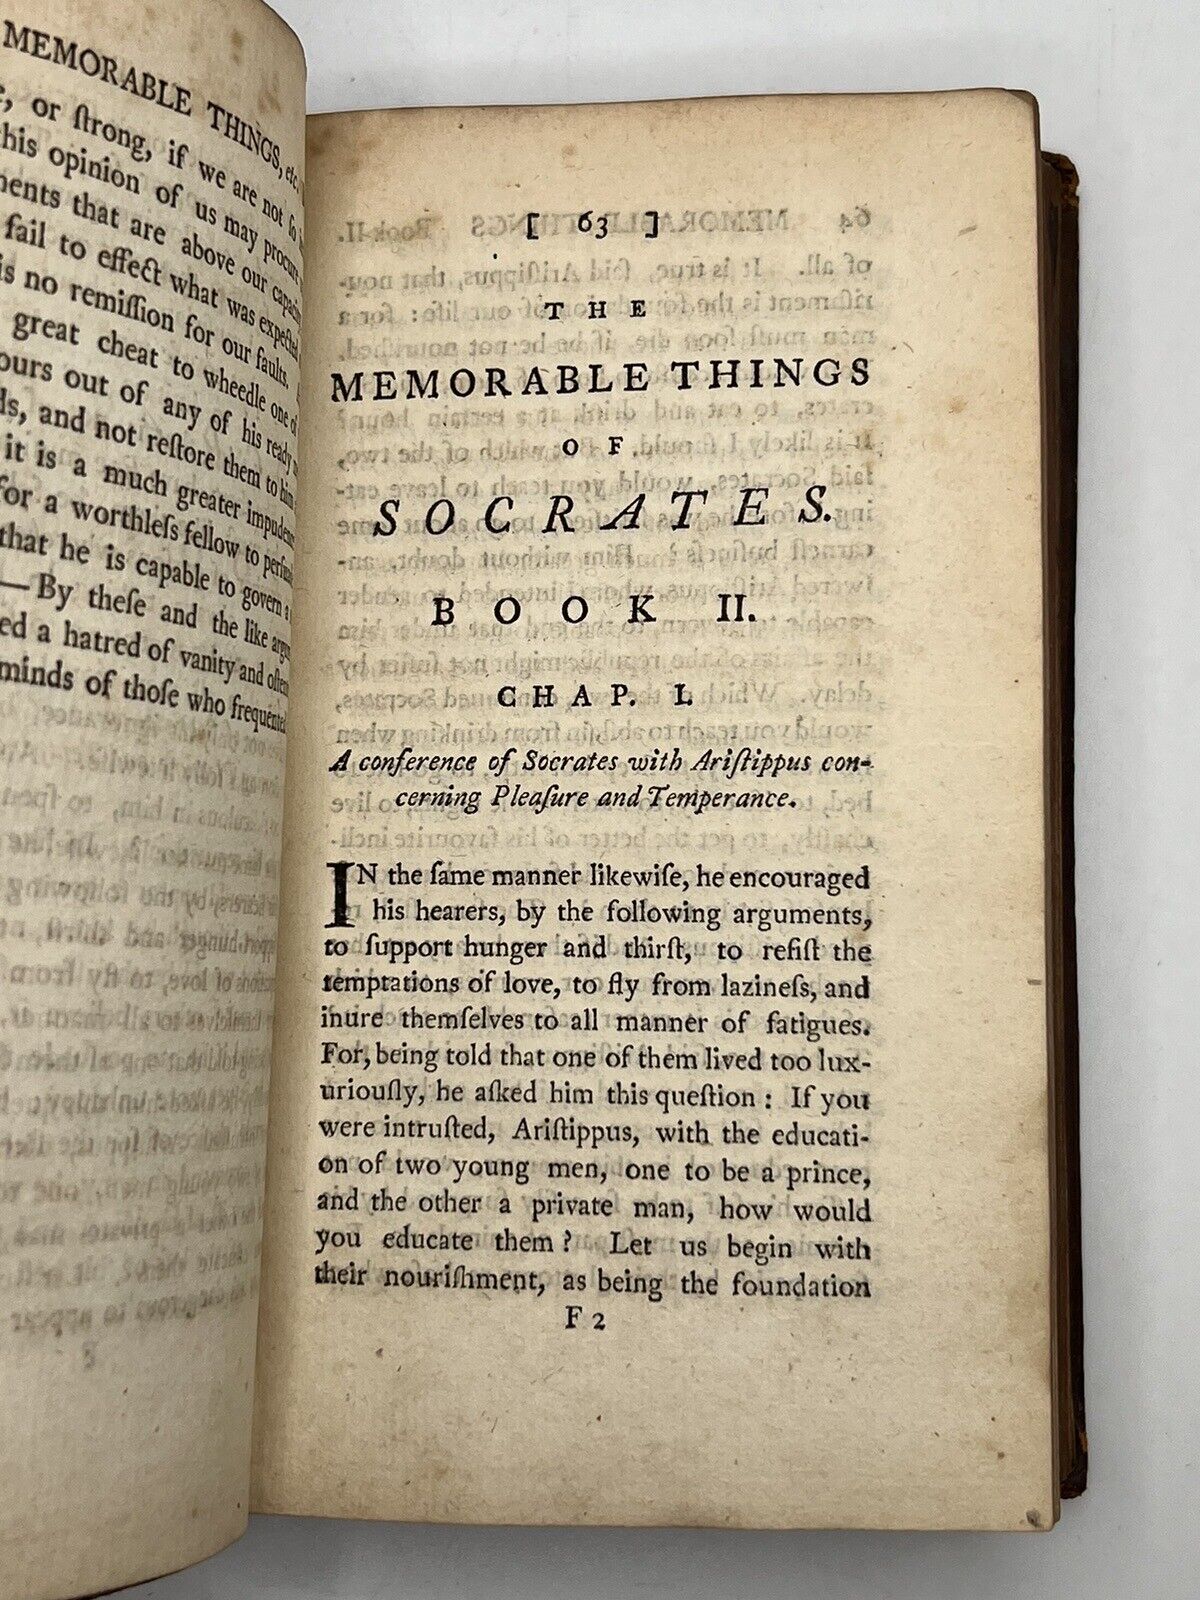 MEMORABLE THINGS, etc.
, or ſtrong, if we are not ſo
this opinion of us may procure
ments that are above our capacity
fail to effect what was expected
is no remiſſion for our faults.
great cheat to wheedle one of
ours out of any of his ready
ds, and not reſtore them to him
it is a much greater impudence
for a worthleſs fellow to perſuade
that he is capable to govern a
— By theſe and the like argu
ed a hatred of vanity and oſten
minds of thoſe who frequented
[ 63 ]
THE
MEMORABLE THINGS
OF
SOCRATES.
BOOK II.
CHAP. I.
A conference of Socrates with Ariſtippus con-
cerning Pleaſure and Temperance.
IN the ſame manner likewiſe, he encouraged
his hearers, by the following arguments,
to ſupport hunger and thirſt, to reſiſt the
temptations of love, to fly from lazineſs, and
inure themſelves to all manner of fatigues.
For, being told that one of them lived too lux-
uriouſly, he aſked him this queſtion : If you
were intruſted, Ariſtippus, with the educati-
on of two young men, one to be a prince,
and the other a private man, how would
you educate them ? Let us begin with
their nouriſhment, as being the foundation
F 2